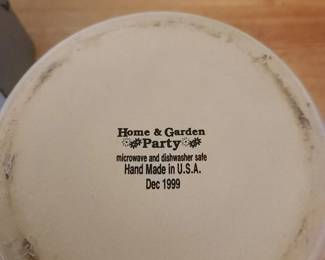 Home & Garden
Party
microwave and dishwasher safe
Hand Made in U.S.A.
Dec 1999